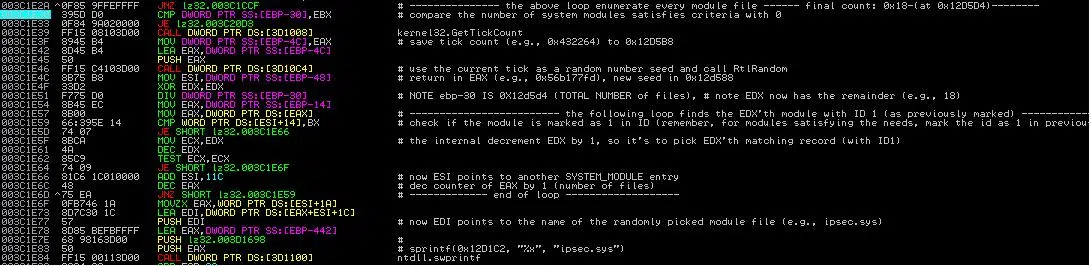 003C1E2A ^0F85 9FFEFFFF JNZ lz32.003C1CCF # --------------- the above loop enumerate every module file ------ final count: 0x18-(at 0x12D5D4)--------
395D D0 CMP DWORD PTR SS:[EBP-30],EBX # compare the number of system modules satisfies criteria with 0
003C1E33 0F84 9A020000 JE lz32.003C20D3
003C1E39 FF15 08103D00 CALL DWORD PTR DS:[3D1008] kernel32.GetTickCount
003C1E3F 8945 B4 MOV DWORD PTR SS:[EBP-4C],EAX # save tick count (e.g., 0x432264) to 0x12D5B8
003C1E42 8D45 B4 LEA EAX,DWORD PTR SS:[EBP-4C]
003C1E45 50 PUSH EAX
003C1E46 FF15 C4103D00 CALL DWORD PTR DS:[3D10C4] # use the current tick as a random number seed and call RtlRandom
003C1E4C 8B75 B8 MOV ESI,DWORD PTR SS:[EBP-48] # return in EAX (e.g., 0x56b177fd), new seed in 0x12d588
003C1E4F 33D2 XOR EDX,EDX
003C1E51 F775 D0 DIV DWORD PTR SS:[EBP-30] # NOTE ebp-30 IS 0x12d5d4 (TOTAL NUMBER of files), # note EDX now has the remainder (e.g., 18)
003C1E54 8B45 EC MOV EAX,DWORD PTR SS:[EBP-14]
003C1E57 8B00 MOV EAX,DWORD PTR DS:[EAX] # --------------------- the following loop finds the EDX'th module with ID 1 (as previously marked) ------------
003C1E59 66:395E 14 CMP WORD PTR DS:[ESI+14],BX # check if the module is marked as 1 in ID (remember, for modules satisfying the needs, mark the id as 1 in previou
003C1E5D 74 07 JE SHORT lz32.003C1E66
003C1E5F 8BCA MOV ECX,EDX # the internal decrement EDX by 1, so it's to pick EDX'th matching record (with ID1)
003C1E61 4A DEC EDX
003C1E62 85C9 TEST ECX,ECX
003C1E64 74 09 JE SHORT lz32.003C1E6F
003C1E66 81C6 1C010000 ADD ESI,11C # now ESI points to another SYSTEM_MODULE entry
003C1E6C 48 DEC EAX # dec counter of EAX by 1 (number of files)
003C1E6D ^75 EA JNZ SHORT lz32.003C1E59 # ------------- end of loop --------------------
003C1E6F 0FB746 1A MOVZX EAX,WORD PTR DS:[ESI+1A]
003C1E73 8D7C30 1C LEA EDI,DWORD PTR DS:[EAX+ESI+1C]
003C1E77 57 PUSH EDI # now EDI points to the name of the randomly picked module file (e.g., ipsec.sys)
003C1E78 8D85 BEFBFFFF LEA EAX,DWORD PTR SS:[EBP-442]
003C1E7E 68 98163D00 PUSH lz32.003D1698 #
003C1E83 50 PUSH EAX # sprintf(0x12D1C2, "%x", "ipsec.sys")
003C1E84 FF15 00113D00 CALL DWORD PTR DS:[3D1100] ntdll.swprintf